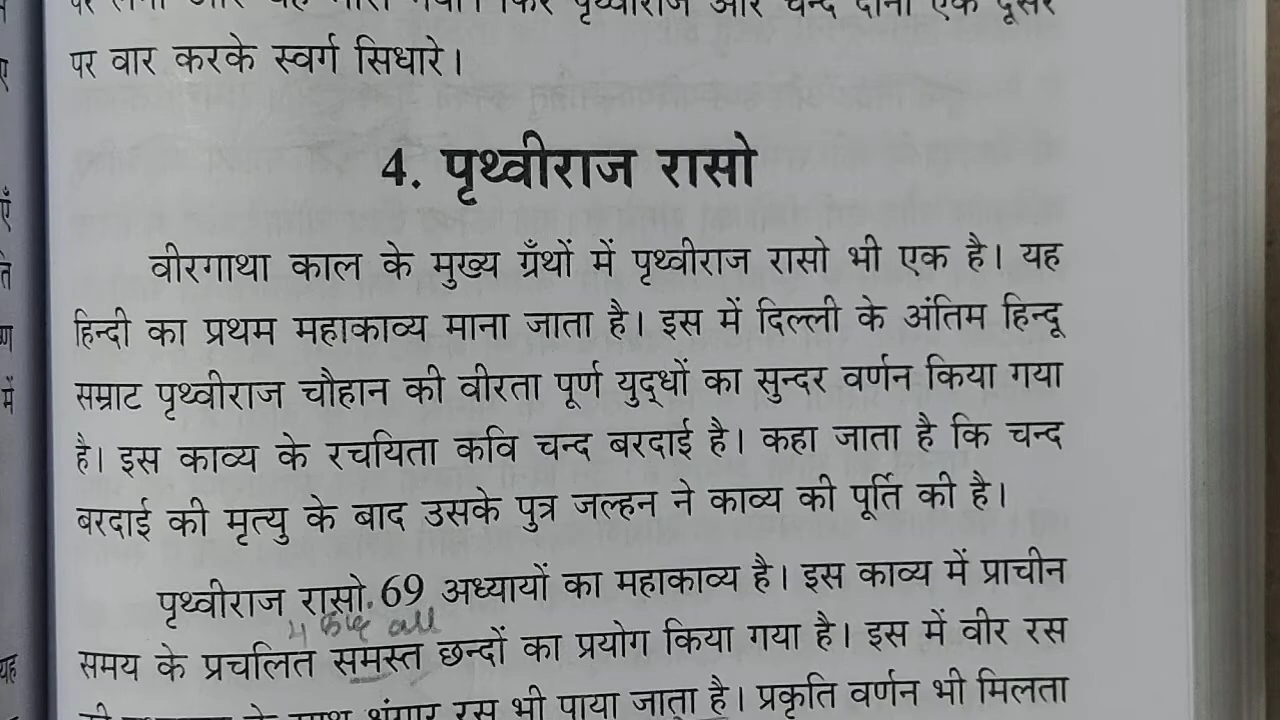 पर वार करके स्वर्ग सिधारे।
4. पृथ्वीराज रासो
वीरगाथा काल के मुख्य ग्रँथों में पृथ्वीराज रासो भी एक है। यह
हिन्दी का प्रथम महाकाव्य माना जाता है। इस में दिल्ली के अंतिम हिन्दू
सम्राट पृथ्वीराज चौहान की वीरता पूर्ण युद्धों का सुन्दर वर्णन किया गया
है। इस काव्य के रचयिता कवि चन्द बरदाई है। कहा जाता है कि चन्द
बरदाई की मृत्यु के बाद उसके पुत्र जल्हन ने काव्य की पूर्ति की है।
पृथ्वीराज रासो. 69 अध्यायों का महाकाव्य है। इस काव्य में प्राचीन
all
समय के प्रचलित समस्त छन्दों का प्रयोग किया गया है। इस में वीर रस
रस भी पाया जाता है। प्रकृति वर्णन भी मिलता